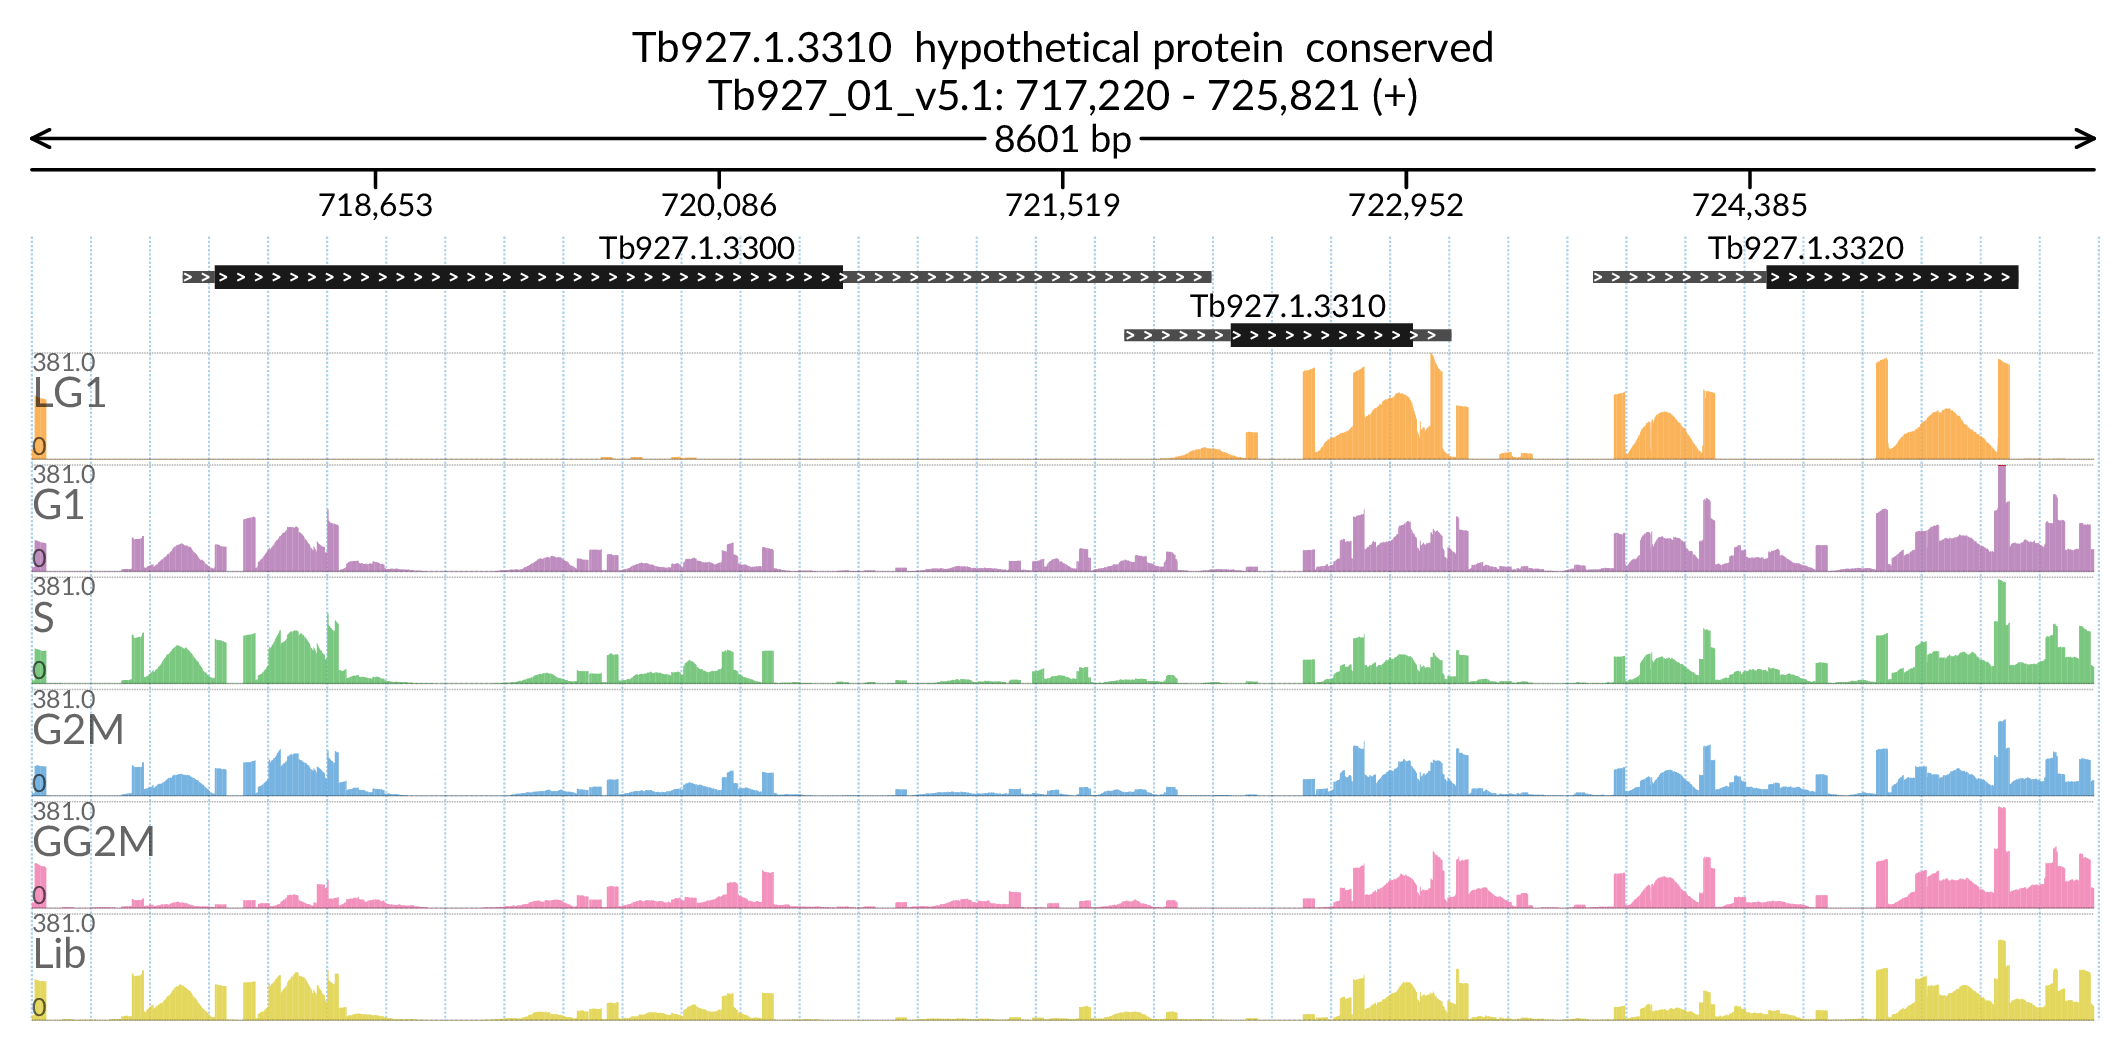 Tb927.1.3310  hypothetical protein  conserved
Tb927_01_v5.1: 717,220 - 725,821 (+)
8601 bp
718,653 720,086 721,519 722,952 724,385
Tb927.1.3300 Tb927.1.3320
Tb927.1.3310
381.0
LG1
0
381.0
G1
0
381.0
S
0
381.0
G2M
0
381.0
GG2M
0
381.0
Lib
0